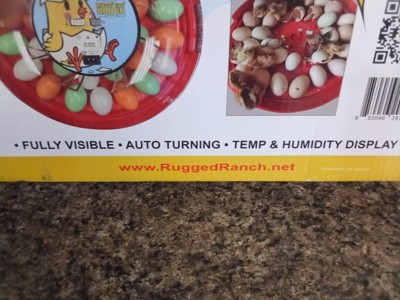 • FULLY VISIBLE • AUTO TURNING • TEMP & HUMIDITY DISPLAY
www.RuggedRanch.net